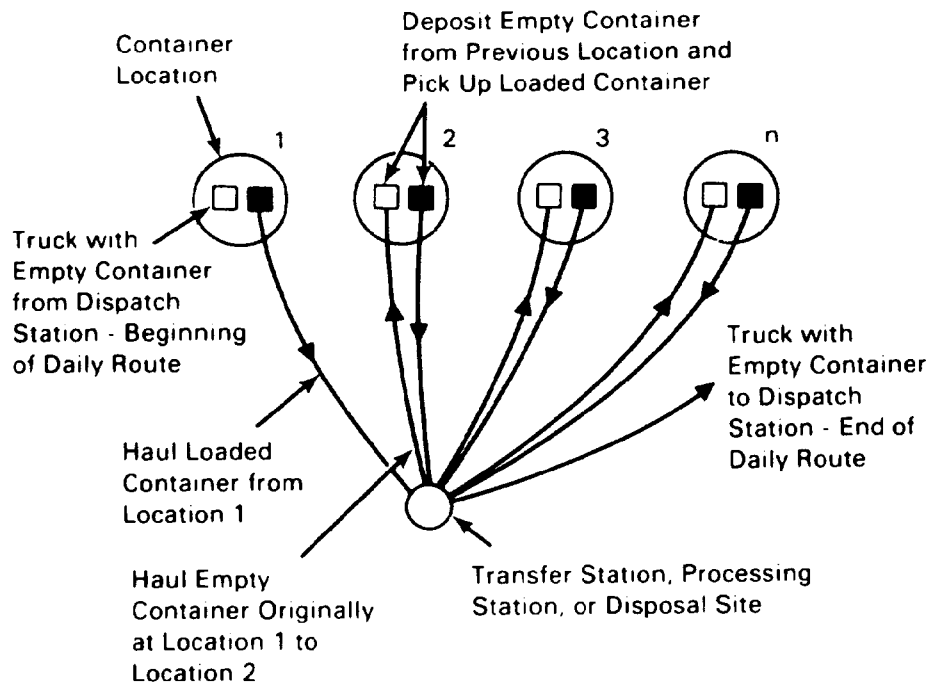 Container
Location
Deposit Empty Container
from Previous Location and
Pick Up Loaded Container
1
2
3
n
Truck with
Empty Container
from Dispatch
Station - Beginning
of Daily Route
Truck with
Empty Container
to Dispatch
Station - End of
Daily Route
Haul Loaded
Container from
Location 1
Haul Empty
Container Originally
at Location 1 to
Location 2
Transfer Station, Processing
Station, or Disposal Site